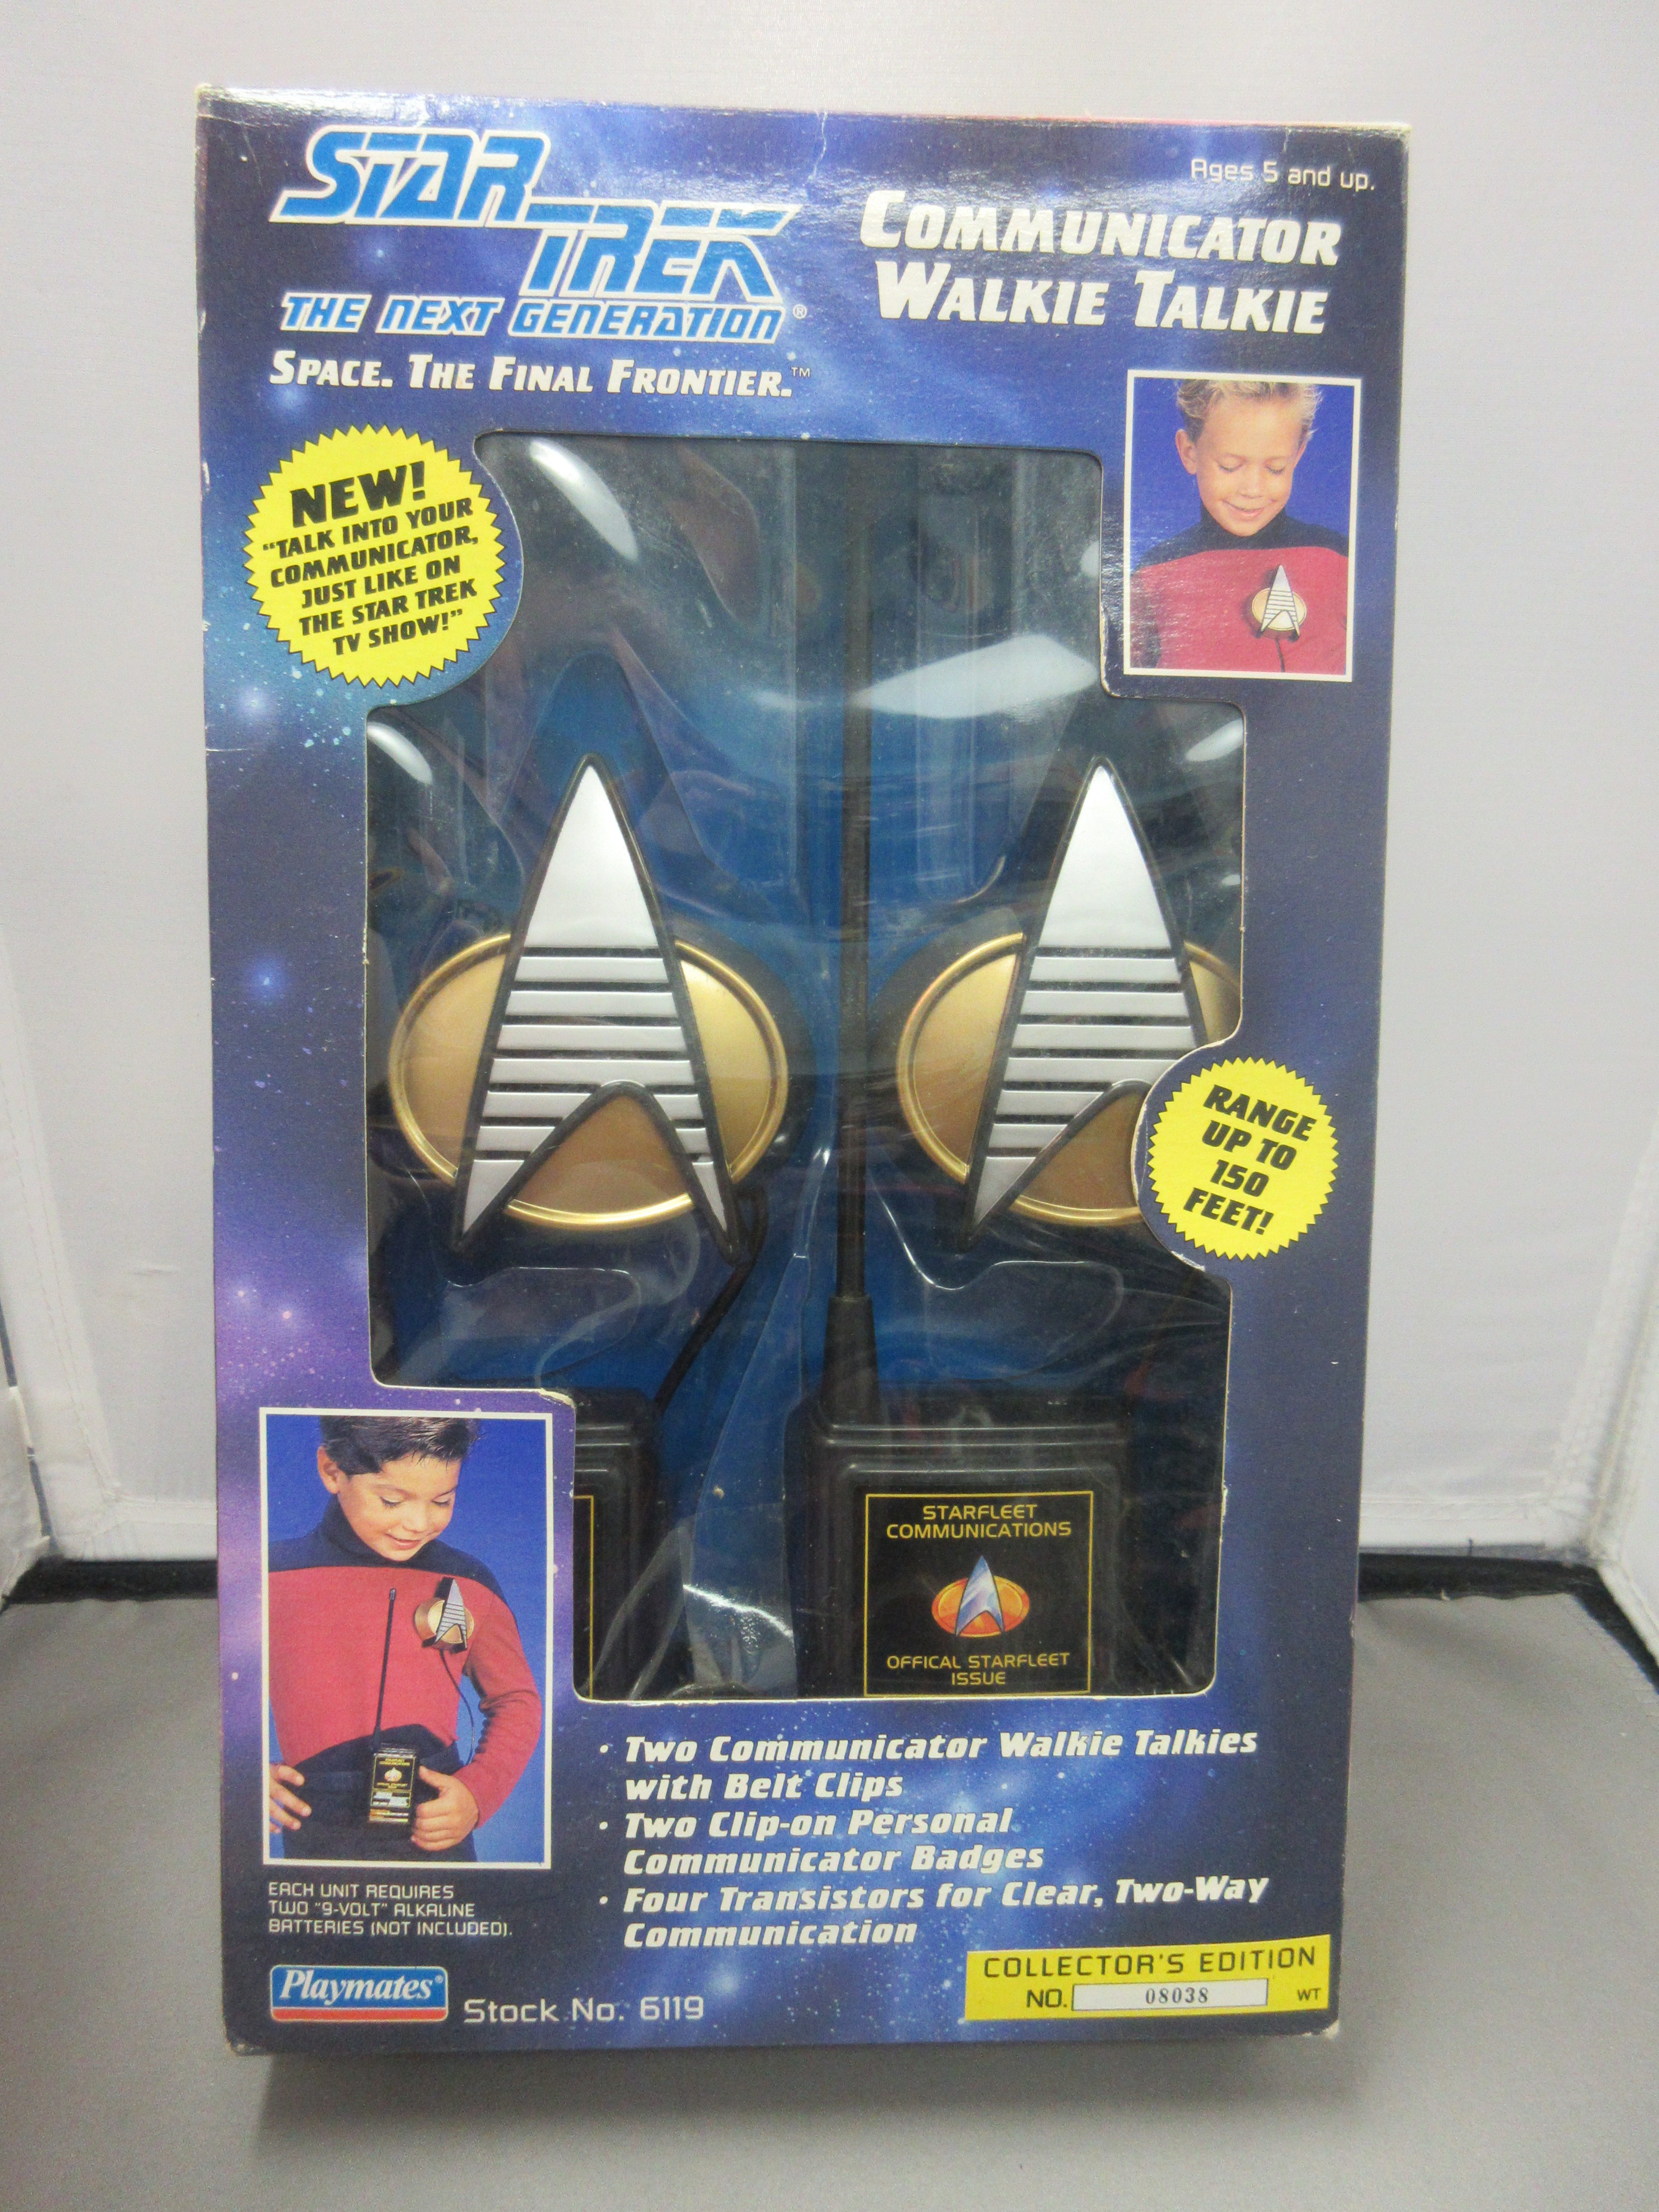 STAR
TREK
THE NEXT GENERATION®
SPACE. THE FINAL FRONTIER.™
Ages 5 and up.
COMMUNICATOR
WALKIE TALKIE
NEW!
"TALK INTO YOUR
COMMUNICATOR,
JUST LIKE ON
THE STAR TREK
TV SHOW!"
RANGE
UP TO
150
FEET!
STARFLEET
COMMUNICATIONS
OFFICAL STARFLEET
ISSUE
• Two Communicator Walkie Talkies
with Belt Clips
• Two Clip-on Personal
Communicator Badges
• Four Transistors for Clear, Two-Way
Communication
EACH UNIT REQUIRES
TWO "9-VOLT" ALKALINE
BATTERIES (NOT INCLUDED).
Playmates®
Stock No. 6119
COLLECTOR'S EDITION
NO. 08038 WT